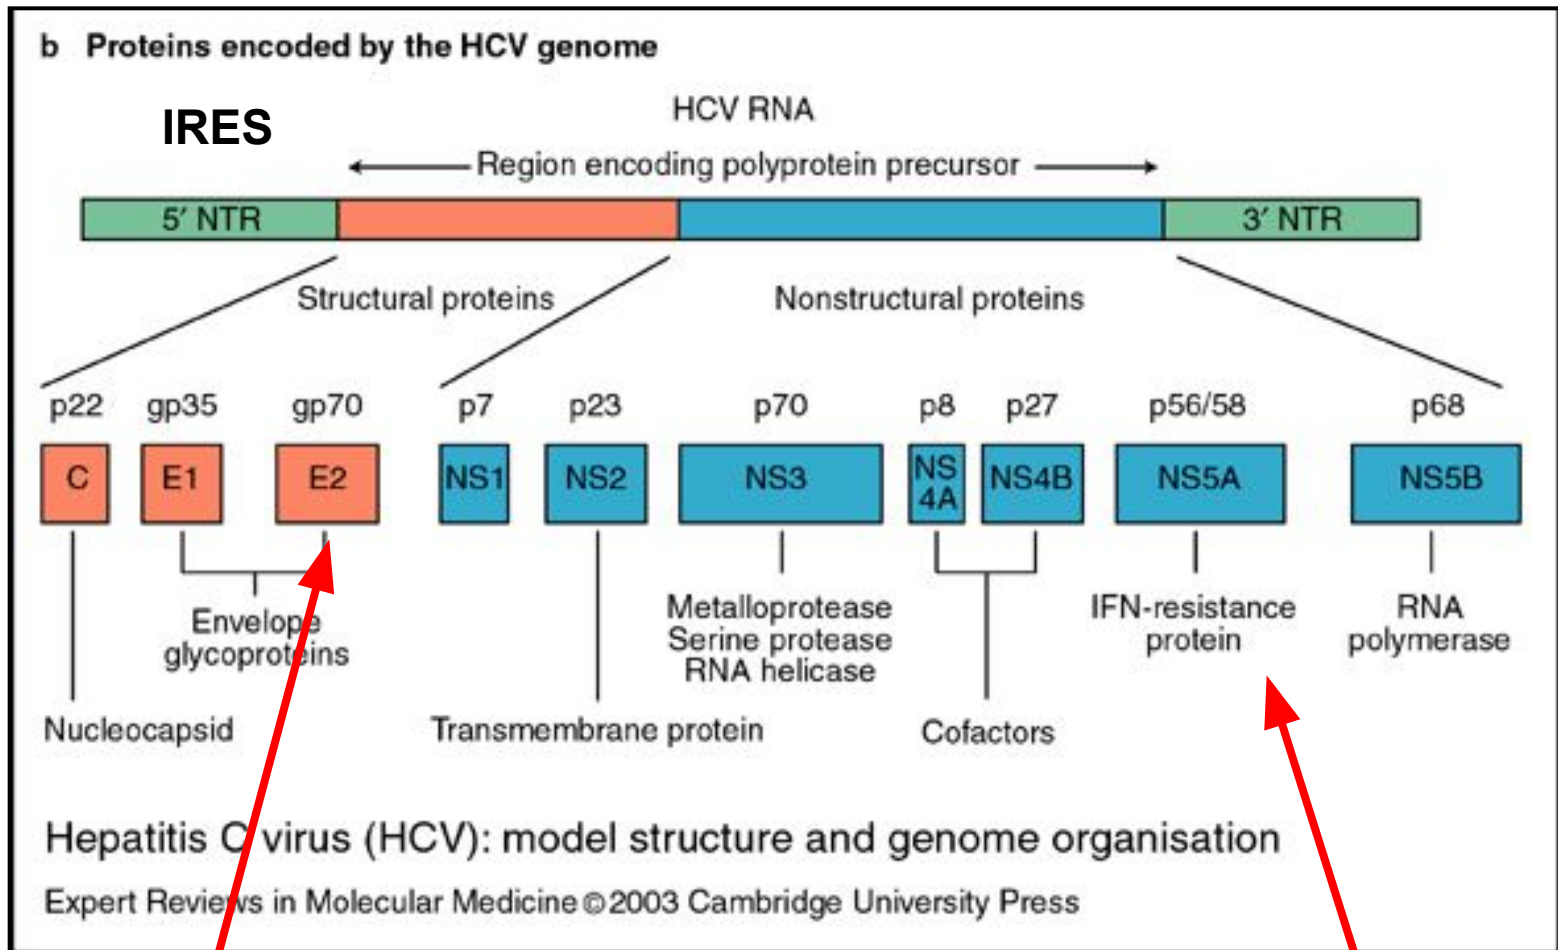 b Proteins encoded by the HCV genome
IRES
HCV RNA
Region encoding polyprotein precursor
5′ NTR
3′ NTR
Structural proteins
Nonstructural proteins
p22 gp35 gp70 p7 p23 p70 p8 p27 p56/58 p68
C E1 E2 NS1 NS2 NS3 NS 4A NS4B NS5A NS5B
Envelope
glycoproteins
Metalloprotease
Serine protease
RNA helicase
IFN-resistance
protein
RNA
polymerase
Nucleocapsid
Transmembrane protein
Cofactors
Hepatitis C virus (HCV): model structure and genome organisation
Expert Reviews in Molecular Medicine ©2003 Cambridge University Press